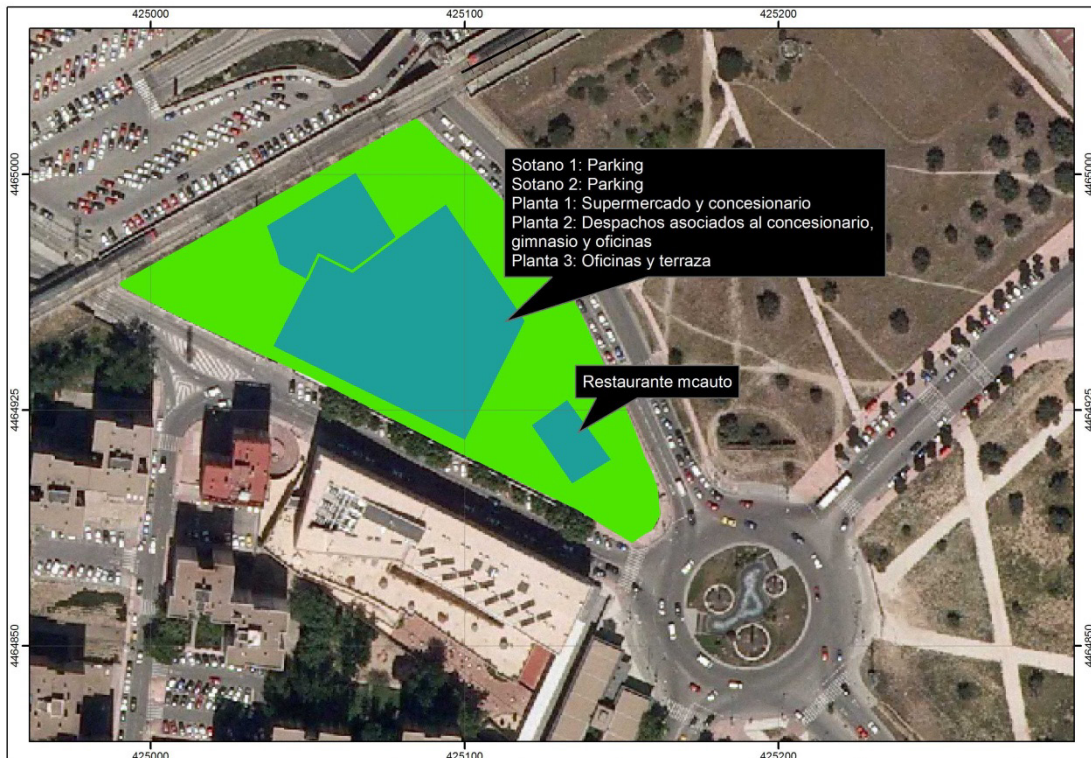 425000
425100
425200
4465000
4465000
Sotano 1: Parking
Sotano 2: Parking
Planta 1: Supermercado y concesionario
Planta 2: Despachos asociados al concesionario,
gimnasio y oficinas
Planta 3: Oficinas y terraza
Restaurante mcauto
4464925
4464925
4464850
4464850
425000
425100
425200